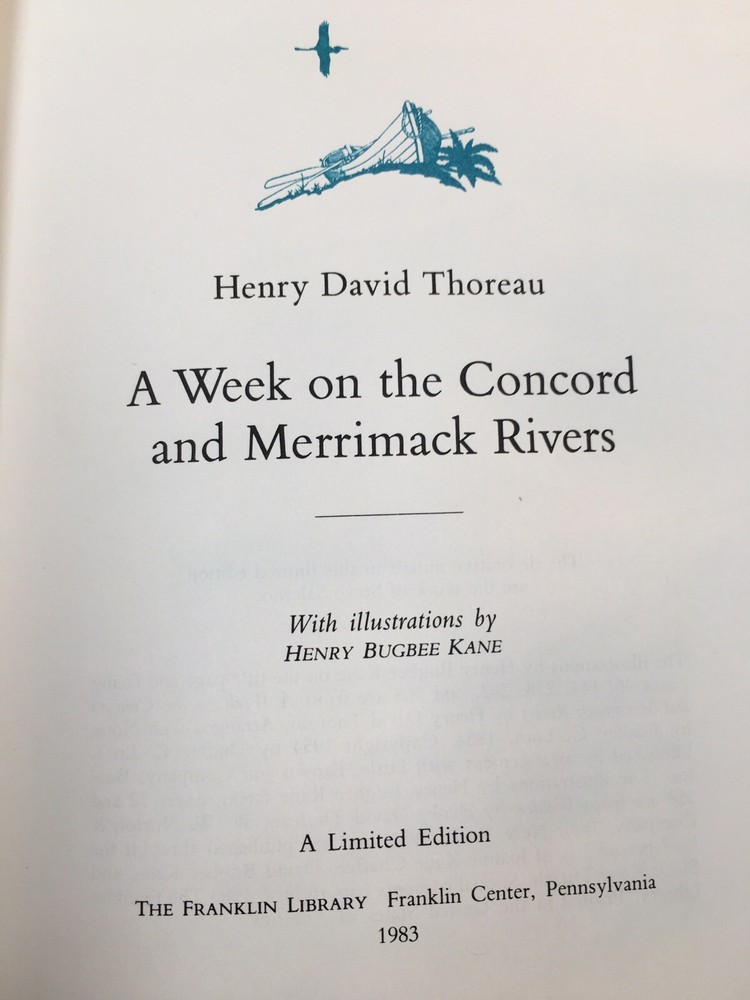 Henry David Thoreau
A Week on the Concord
and Merrimack Rivers
With illustrations by
HENRY BUGBEE KANE
A Limited Edition
THE FRANKLIN LIBRARY Franklin Center, Pennsylvania
1983